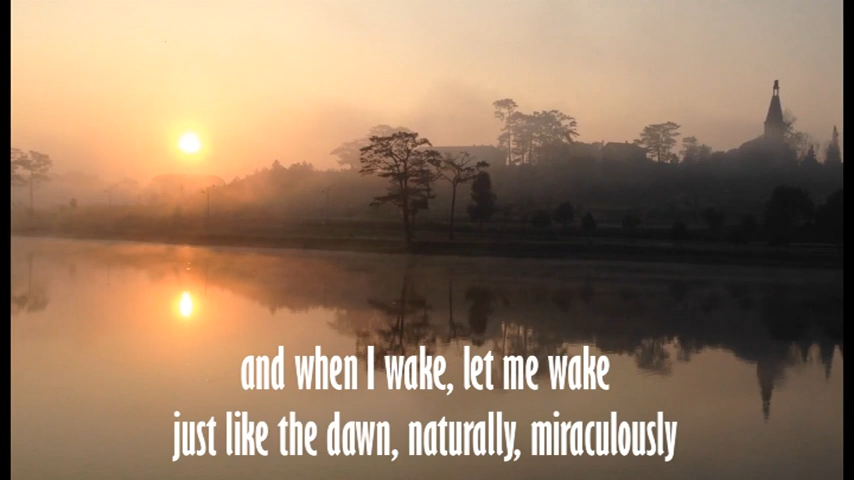 and when I wake, let me wake
just like the dawn, naturally, miraculously